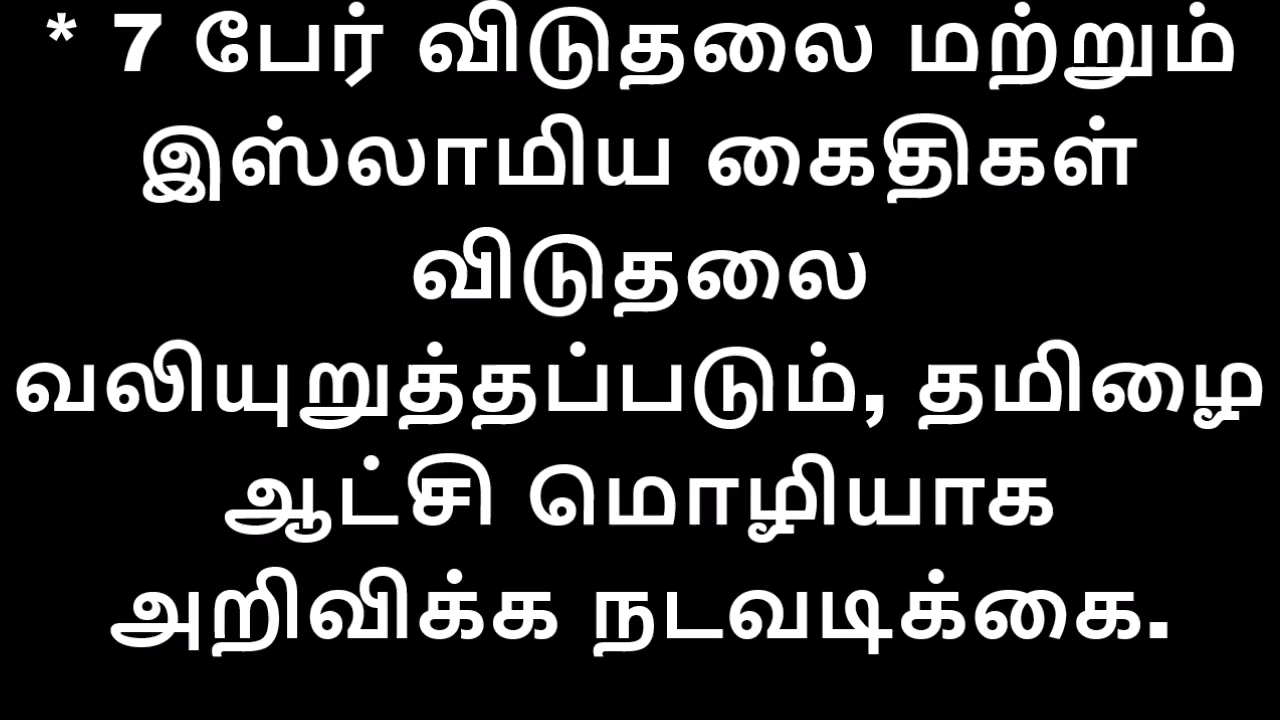 * 7 பேர் விடுதலை மற்றும்
இஸ்லாமிய கைதிகள்
விடுதலை
வலியுறுத்தப்படும், தமிழை
ஆட்சி மொழியாக
அறிவிக்க நடவடிக்கை.